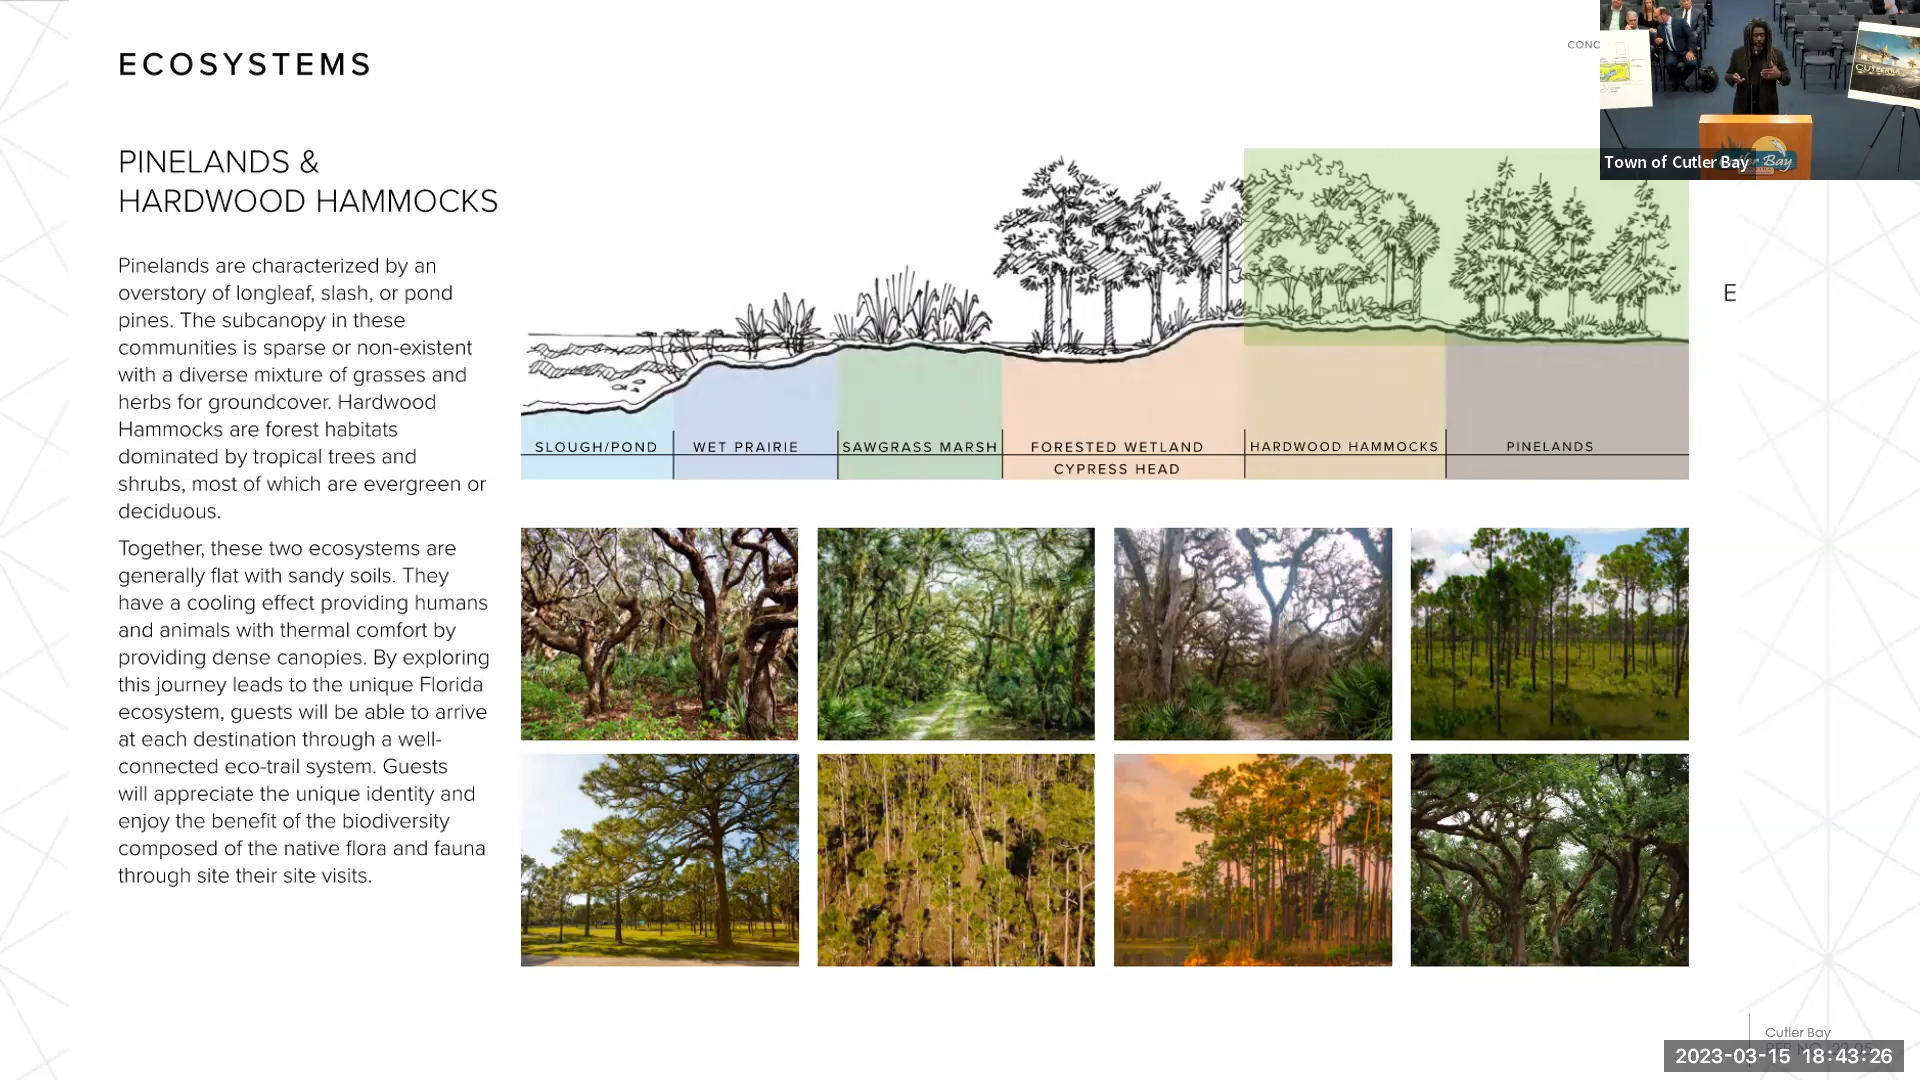 ECOSYSTEMS
CONC
Town of Cutler Bay
PINELANDS &
HARDWOOD HAMMOCKS
Pinelands are characterized by an
overstory of longleaf, slash, or pond
pines. The subcanopy in these
communities is sparse or non-existent
with a diverse mixture of grasses and
herbs for groundcover. Hardwood
Hammocks are forest habitats
dominated by tropical trees and
shrubs, most of which are evergreen or
deciduous.
Together, these two ecosystems are
generally flat with sandy soils. They
have a cooling effect providing humans
and animals with thermal comfort by
providing dense canopies. By exploring
this journey leads to the unique Florida
ecosystem, guests will be able to arrive
at each destination through a well-
connected eco-trail system. Guests
will appreciate the unique identity and
enjoy the benefit of the biodiversity
composed of the native flora and fauna
through site their site visits.
E
SLOUGH/POND
WET PRAIRIE
SAWGRASS MARSH
FORESTED WETLAND
CYPRESS HEAD
HARDWOOD HAMMOCKS
PINELANDS
Cutler Bay
2023-03-15 18:43:26